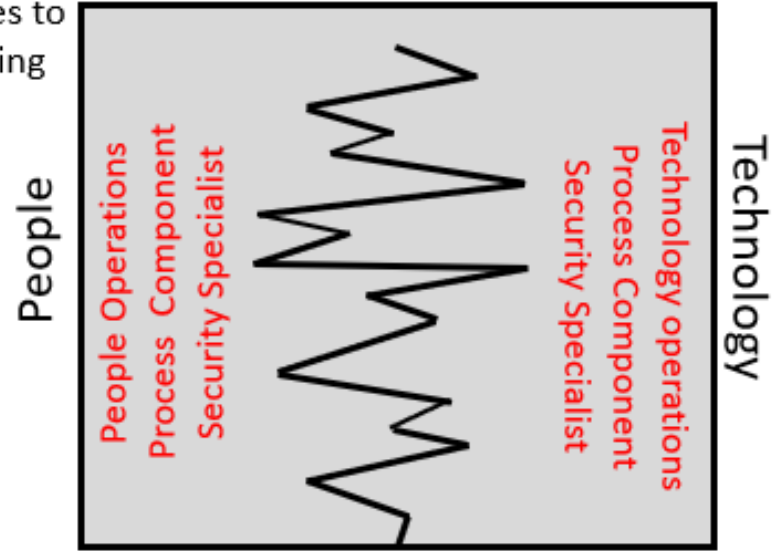 es to
ing
People
People Operations
Process Component
Security Specialist
Technology operations
Process Component
Security Specialist
Technology